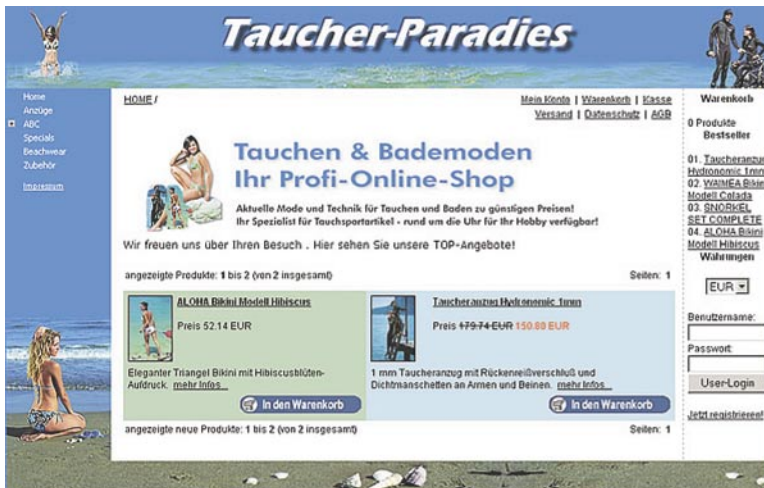 Taucher-Paradies
Home
Anzüge
ABC
Specials
Beachwear
Zubehör
Impressum
HOME /
Mein Konto | Warenkorb | Kasse
Versand | Datenschutz | AGB
Tauchen & Bademoden
Ihr Profi-Online-Shop
Aktuelle Mode und Technik für Tauchen und Baden zu günstigen Preisen!
Ihr Spezialist für Tauchsportartikel - rund um die Uhr für Ihr Hobby verfügbar!
Wir freuen uns über Ihren Besuch . Hier sehen Sie unsere TOP-Angebote!
angezeigte Produkte: 1 bis 2 (von 2 insgesamt)
Seiten: 1
ALOHA Bikini Modell Hibiscus
Preis 52.14 EUR
Eleganter Triangel Bikini mit Hibiscusblüten-
Aufdruck. mehr Infos...
In den Warenkorb
Taucheranzug Hydronomic 1mm
Preis 179.74 EUR 150.80 EUR
1 mm Taucheranzug mit Rückenreißverschluß und
Dichtmanschetten an Armen und Beinen. mehr Infos...
In den Warenkorb
angezeigte neue Produkte: 1 bis 2 (von 2 insgesamt)
Seiten: 1
Warenkorb
0 Produkte
Bestseller
01. Taucheranzug
Hydronomic 1mm
02. WAIMEA Bikini
Modell Colada
03. SNORKEL
SET COMPLETE
04. ALOHA Bikini
Modell Hibiscus
Währungen
EUR
Benutzername:
Passwort:
User-Login
Jetzt registrieren!